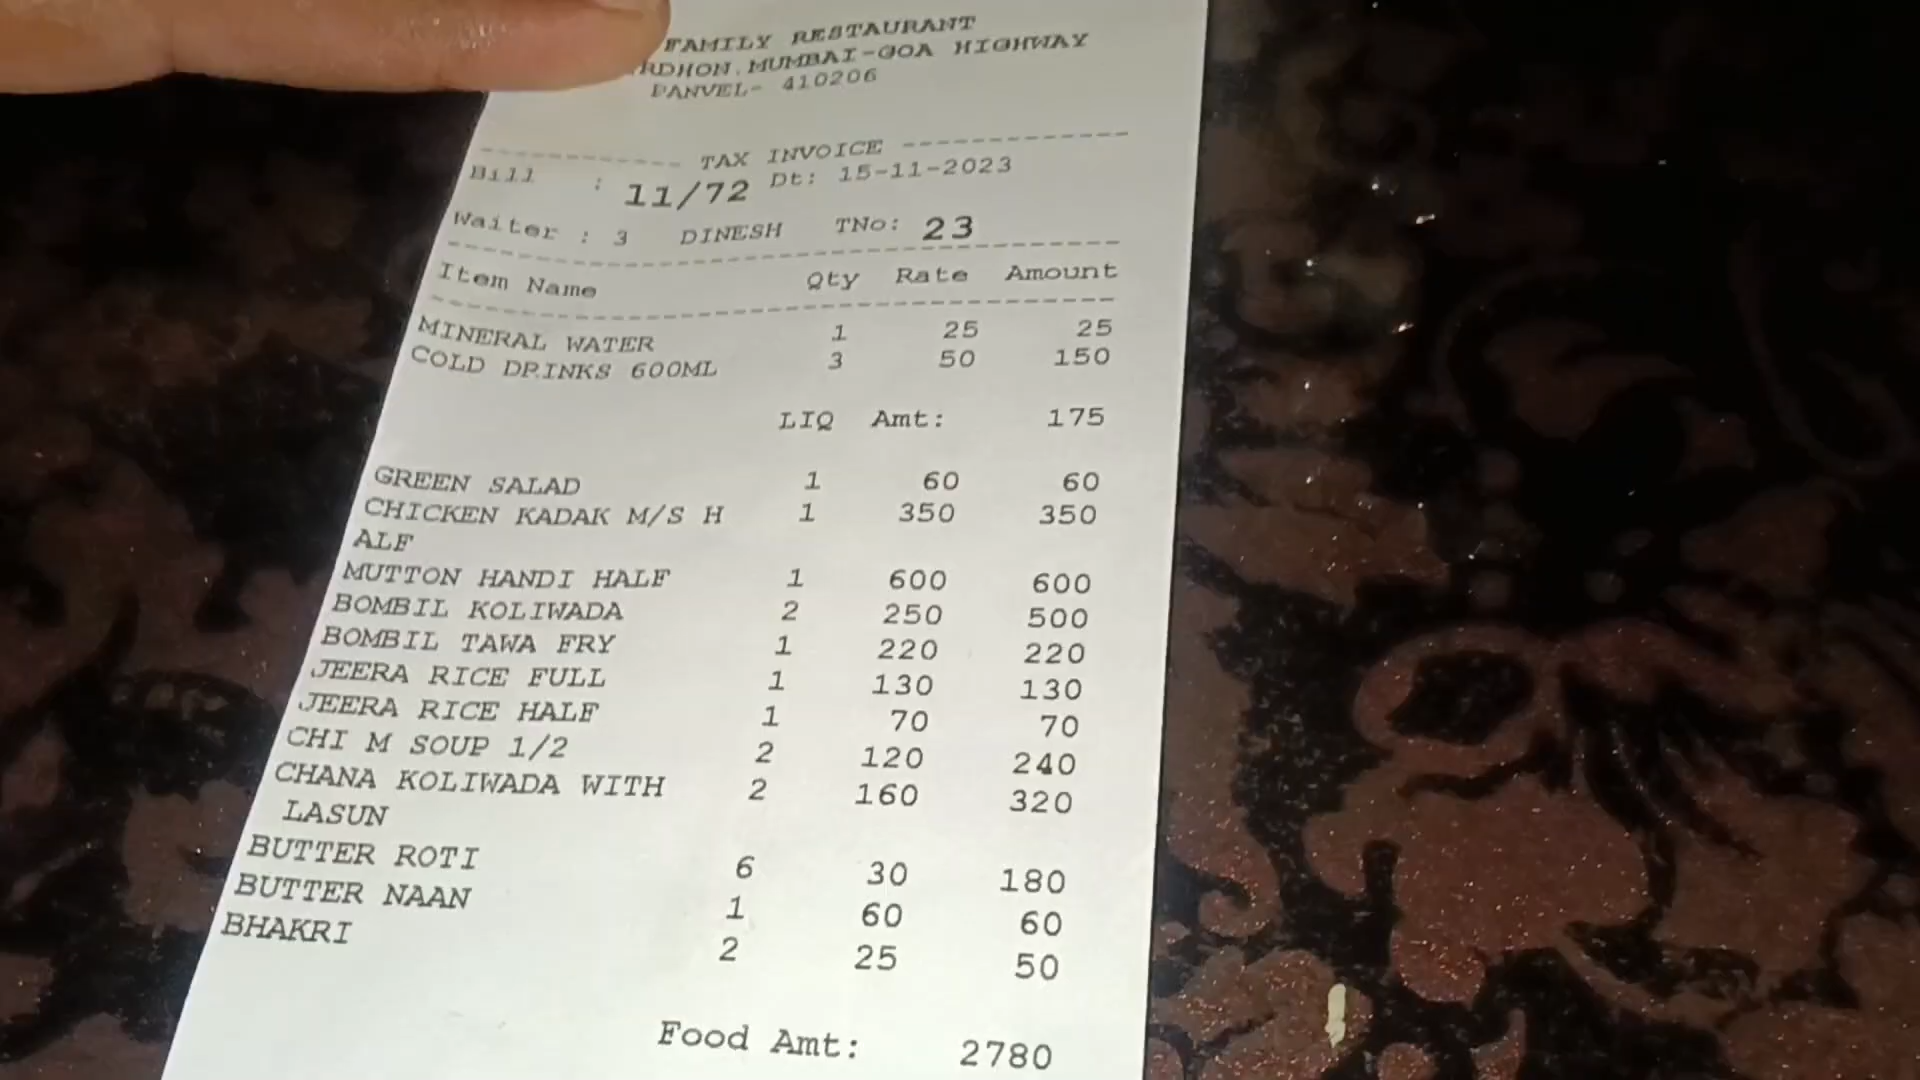 FAMILY RESTAURANT
RDHON, MUMBAI-GOA HIGHWAY
PANVEL- 410206
TAX INVOICE
Bill : 11/72 Dt: 15-11-2023
Waiter : 3 DINESH TNo: 23
Item Name Qty Rate Amount
MINERAL WATER 1 25 25
COLD DRINKS 600ML 3 50 150
LIQ Amt: 175
GREEN SALAD 1 60 60
CHICKEN KADAK M/S H 1 350 350
ALF
MUTTON HANDI HALF 1 600 600
BOMBIL KOLIWADA 2 250 500
BOMBIL TAWA FRY 1 220 220
JEERA RICE FULL 1 130 130
JEERA RICE HALF 1 70 70
CHI M SOUP 1/2 2 120 240
CHANA KOLIWADA WITH 2 160 320
LASUN
BUTTER ROTI 6 30 180
BUTTER NAAN 1 60 60
BHAKRI 2 25 50
Food Amt: 2780